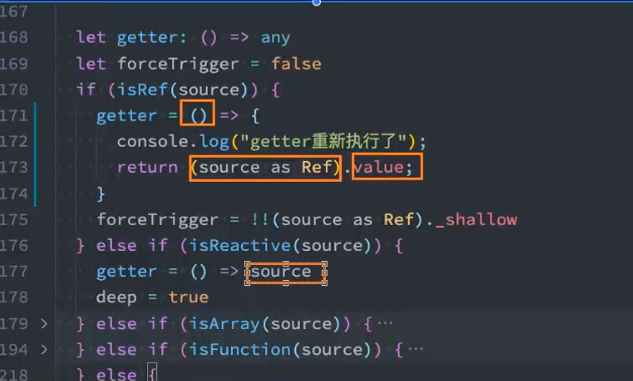 167
168 let getter: () => any
169 let forceTrigger = false
170 if (isRef(source)) {
171 getter = () => {
172 console.log("getter重新执行了");
173 return (source as Ref).value;
174 }
175 forceTrigger = !!(source as Ref)._shallow
176 } else if (isReactive(source)) {
177 getter = () => source
178 deep = true
179 > } else if (isArray(source)) {…
194 > } else if (isFunction(source)) {…
218 } else {